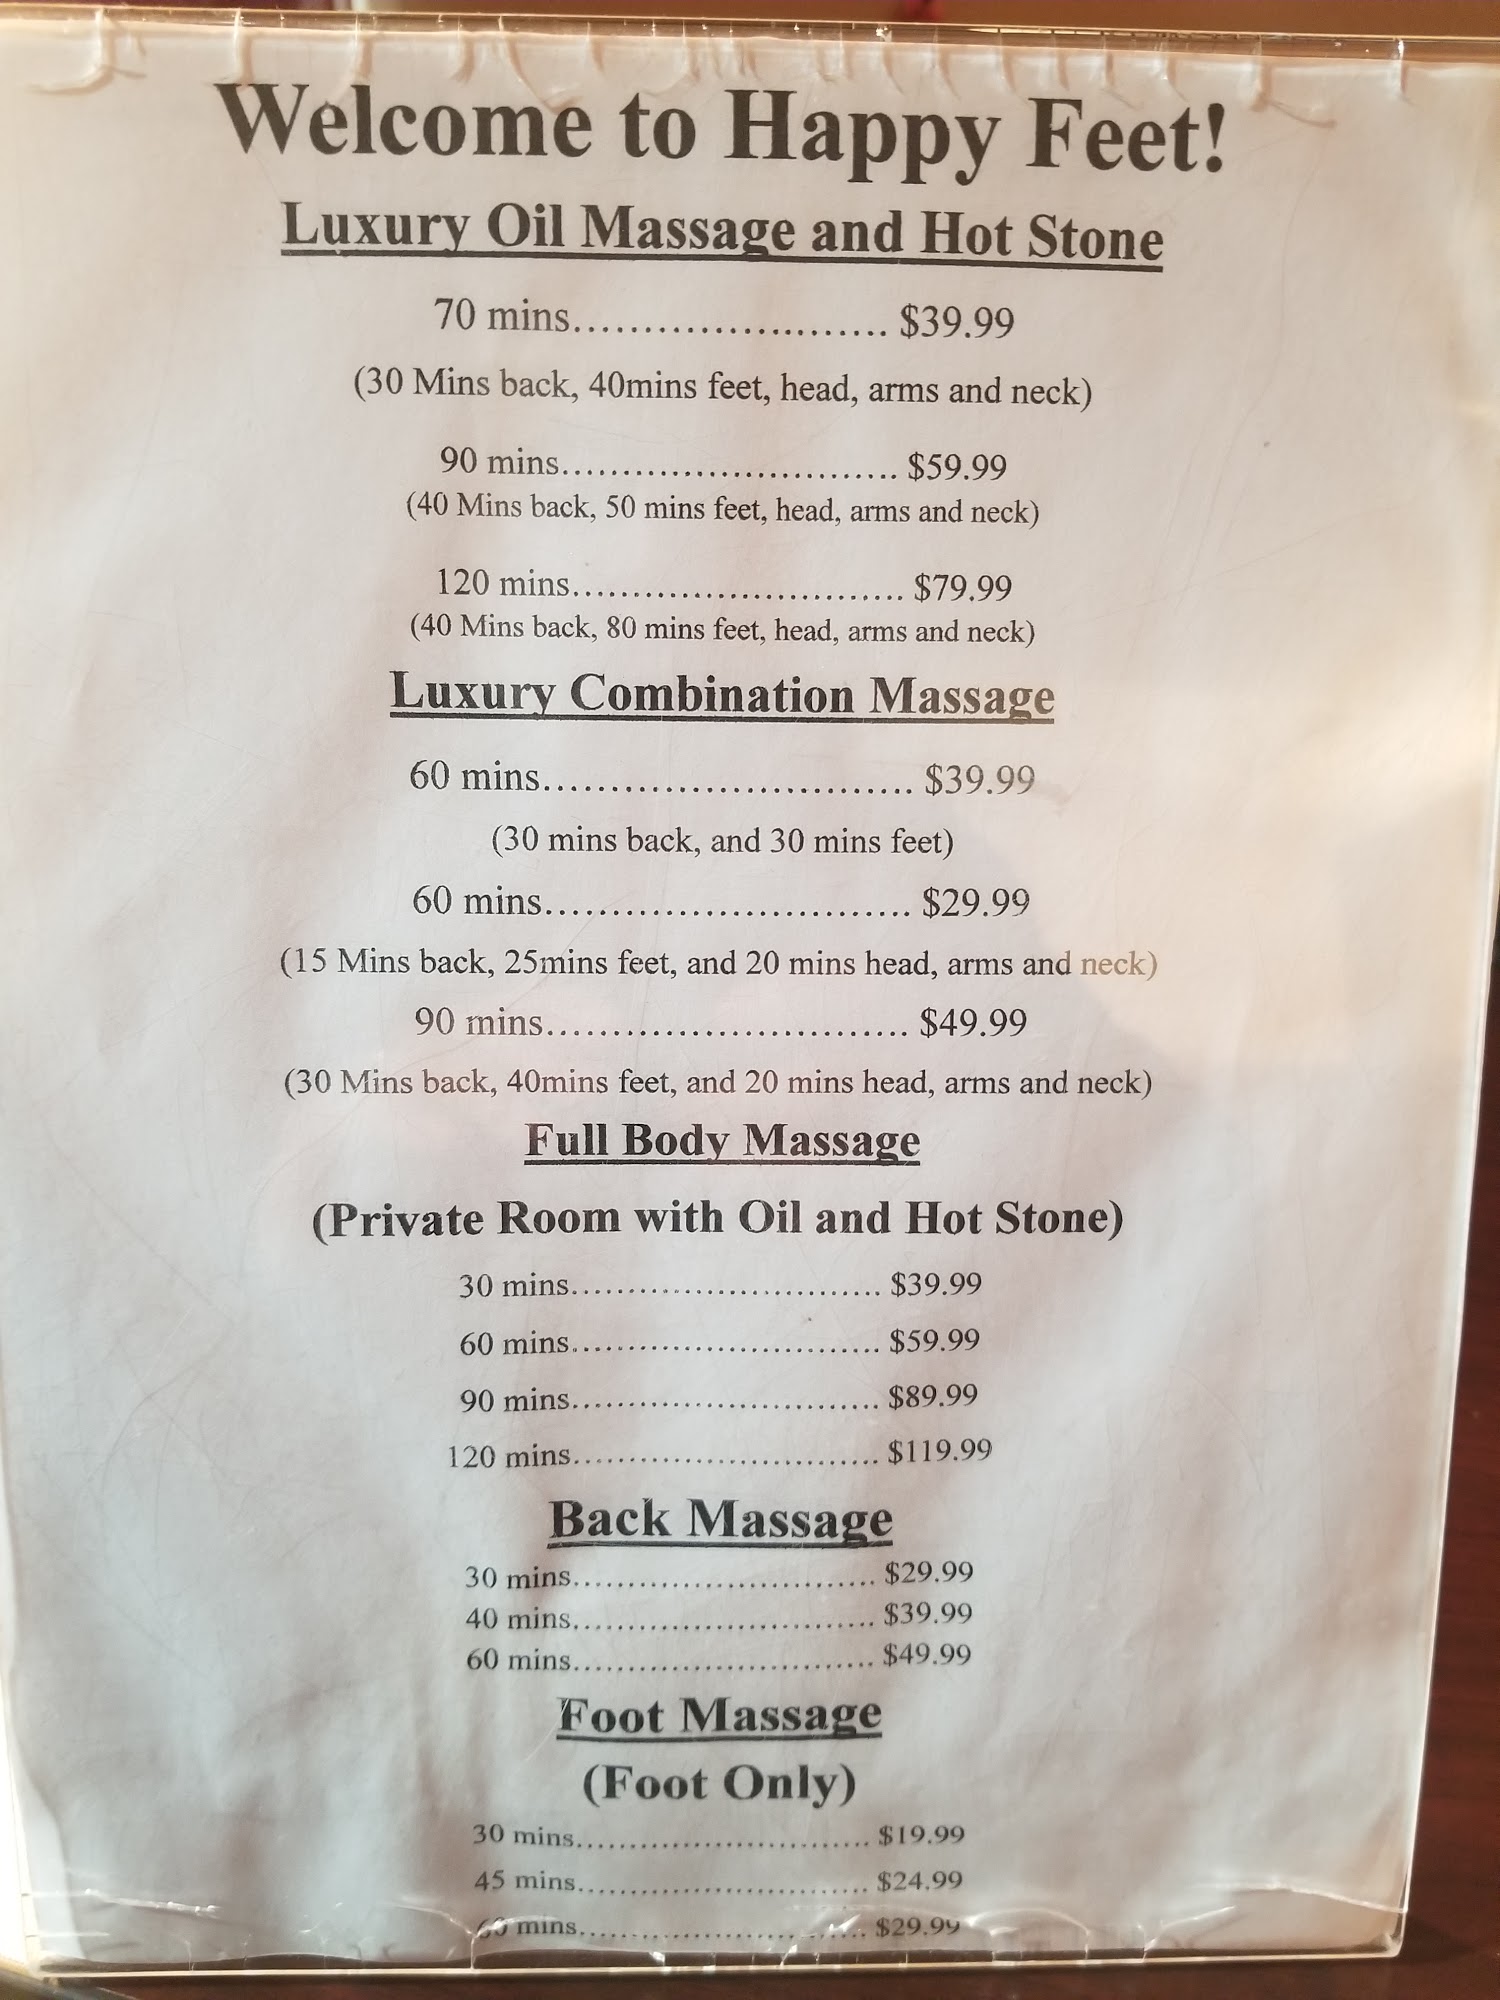 Welcome to Happy Feet!
Luxury Oil Massage and Hot Stone
70 mins........................ $39.99
(30 Mins back, 40mins feet, head, arms and neck)
90 mins............................ $59.99
(40 Mins back, 50 mins feet, head, arms and neck)
120 mins............................ $79.99
(40 Mins back, 80 mins feet, head, arms and neck)
Luxury Combination Massage
60 mins............................ $39.99
(30 mins back, and 30 mins feet)
60 mins............................ $29.99
(15 Mins back, 25mins feet, and 20 mins head, arms and neck)
90 mins............................ $49.99
(30 Mins back, 40mins feet, and 20 mins head, arms and neck)
Full Body Massage
(Private Room with Oil and Hot Stone)
30 mins............................ $39.99
60 mins............................ $59.99
90 mins............................ $89.99
120 mins............................ $119.99
Back Massage
30 mins............................ $29.99
40 mins............................ $39.99
60 mins............................ $49.99
Foot Massage
(Foot Only)
30 mins............................ $19.99
45 mins............................ $24.99
60 mins............................ $29.99